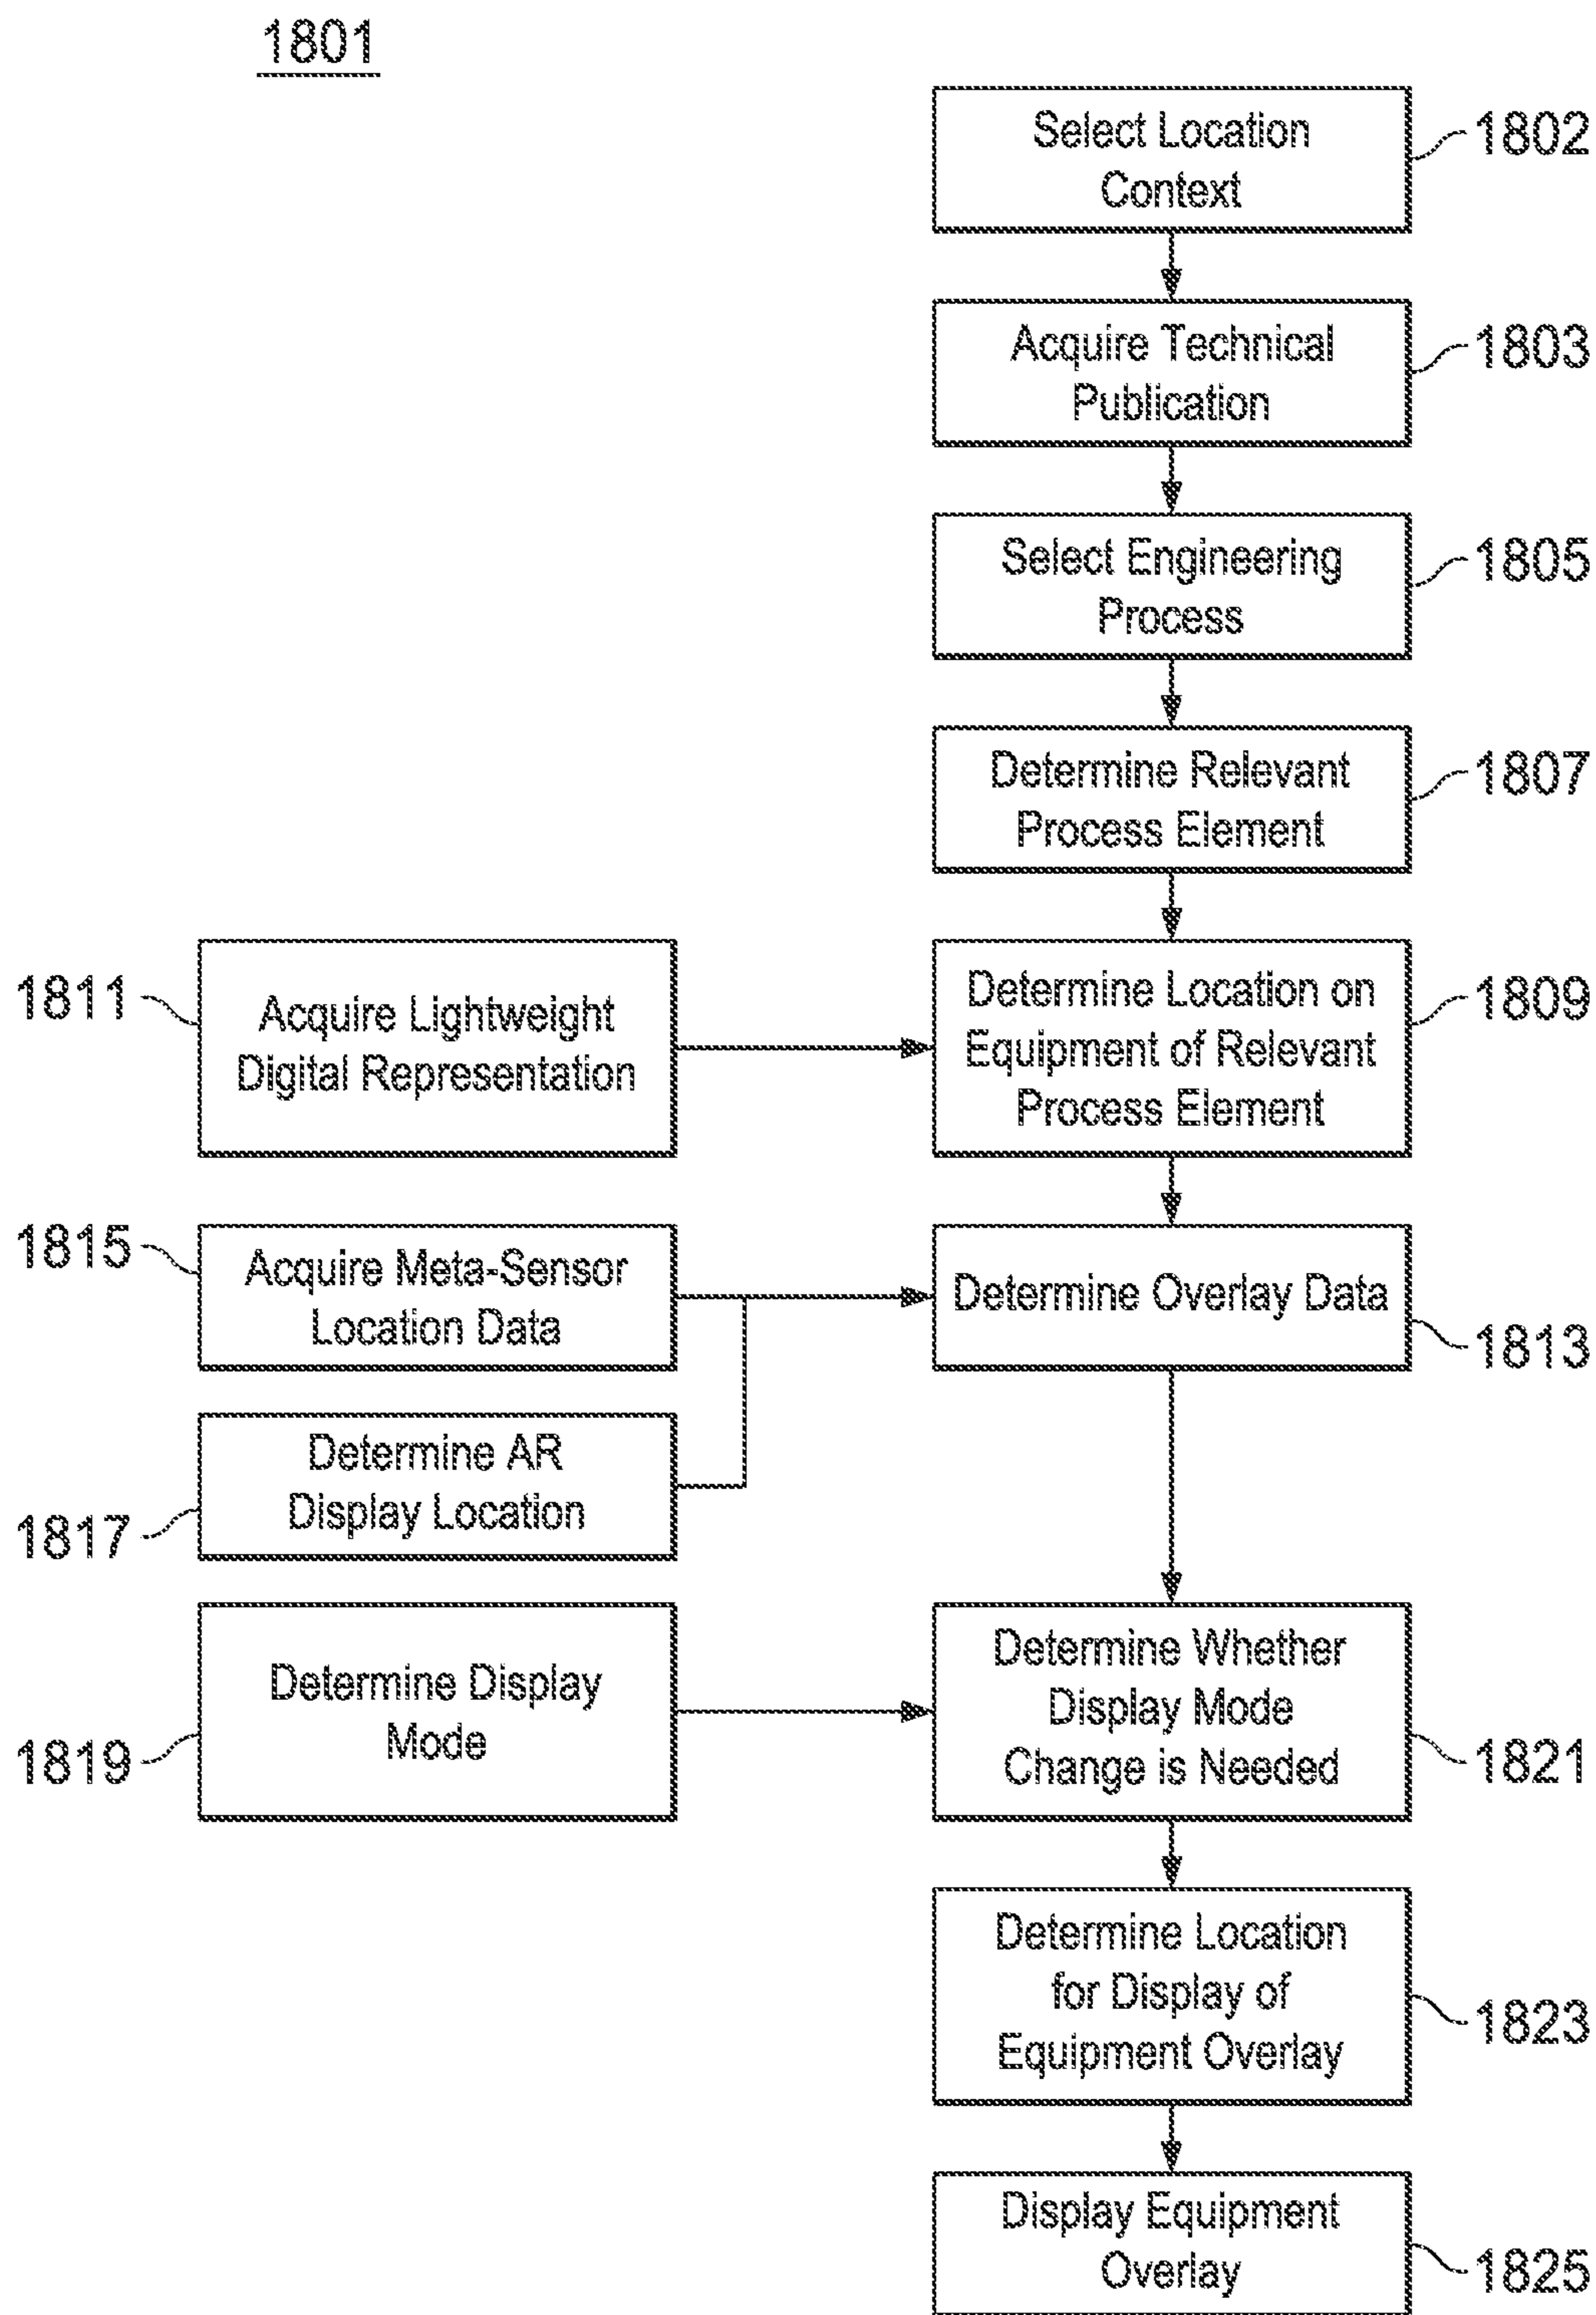 1801
Select Location
Context
1802
Acquire Technical
Publication
1803
Select Engineering
Process
1805
Determine Relevant
Process Element
1807
1811
Acquire Lightweight
Digital Representation
Determine Location on
Equipment of Relevant
Process Element
1809
1815
Acquire Meta-Sensor
Location Data
Determine Overlay Data
1813
Determine AR
Display Location
1817
Determine Display
Mode
1819
Determine Whether
Display Mode
Change is Needed
1821
Determine Location
for Display of
Equipment Overlay
1823
Display Equipment
Overlay
1825